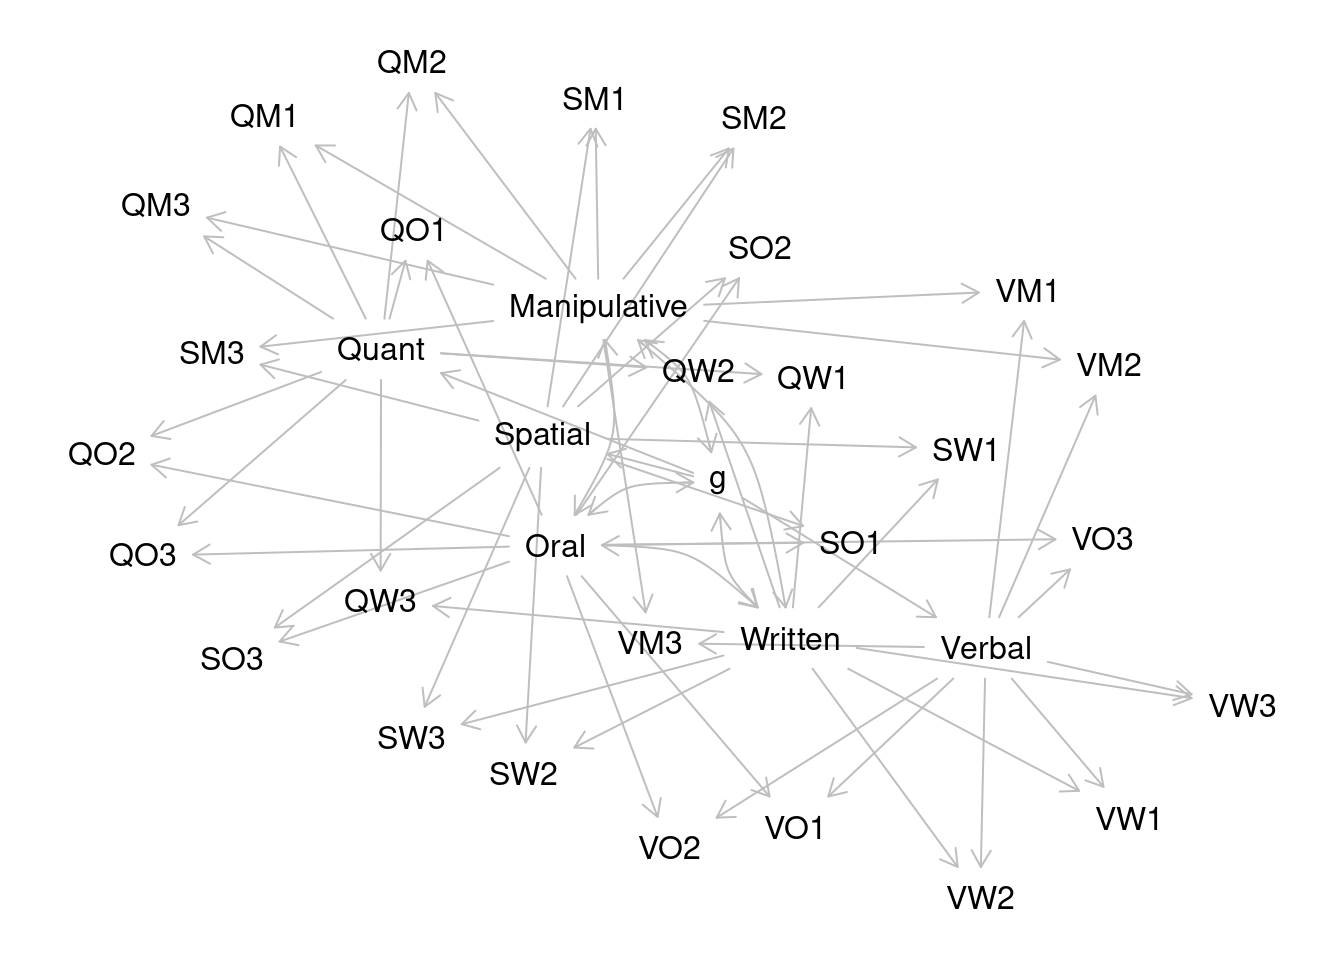 QM2
SM1
QM1
SM2
QM3
QO1
SO2
VM1
Manipulative
SM3
Quant
VM2
QW2
QW1
Spatial
SW1
QO2
g
VO3
SO1
Oral
QO3
QW3
Written
VM3
Verbal
SO3
VW3
SW3
SW2
VW1
VO1
VO2
VW2